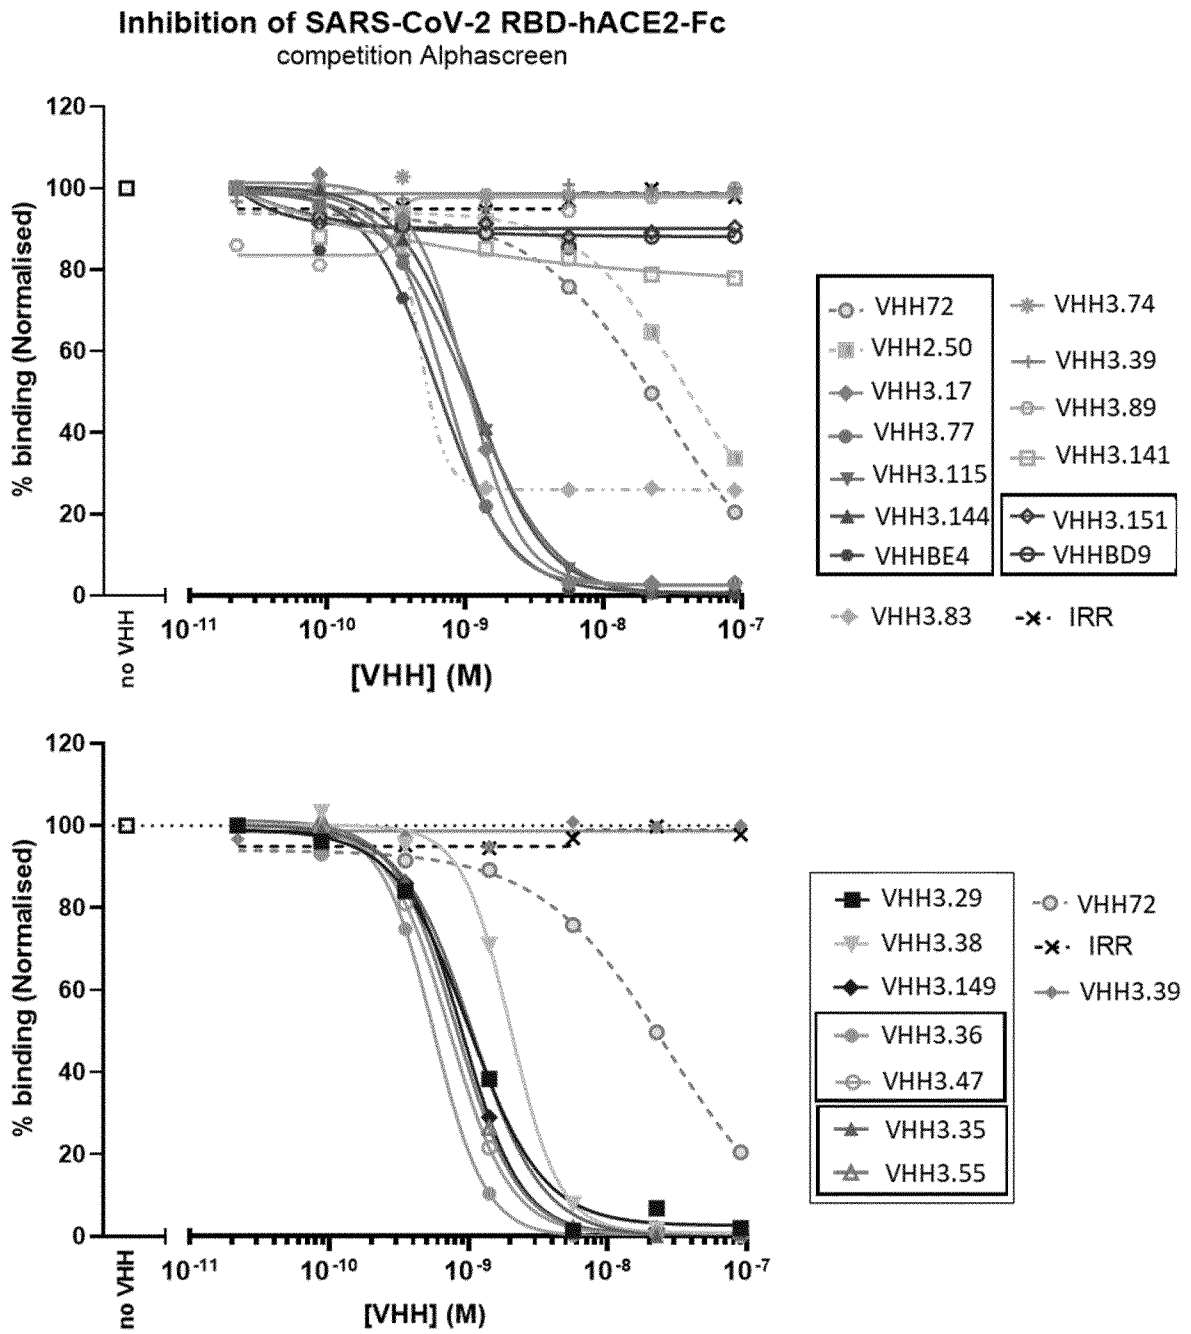 Inhibition of SARS-CoV-2 RBD-hACE2-Fc
competition Alphascreen
% binding (Normalised)
120
100
80
60
40
20
0
no VHH
10-11
10-10
10-9
10-8
10-7
[VHH] (M)
VHH72
VHH2.50
VHH3.17
VHH3.77
VHH3.115
VHH3.144
VHHBE4
VHH3.83
VHH3.74
VHH3.39
VHH3.89
VHH3.141
VHH3.151
VHHBD9
IRR
% binding (Normalised)
120
100
80
60
40
20
0
no VHH
10-11
10-10
10-9
10-8
10-7
[VHH] (M)
VHH3.29
VHH3.38
VHH3.149
VHH3.36
VHH3.47
VHH3.35
VHH3.55
VHH72
IRR
VHH3.39